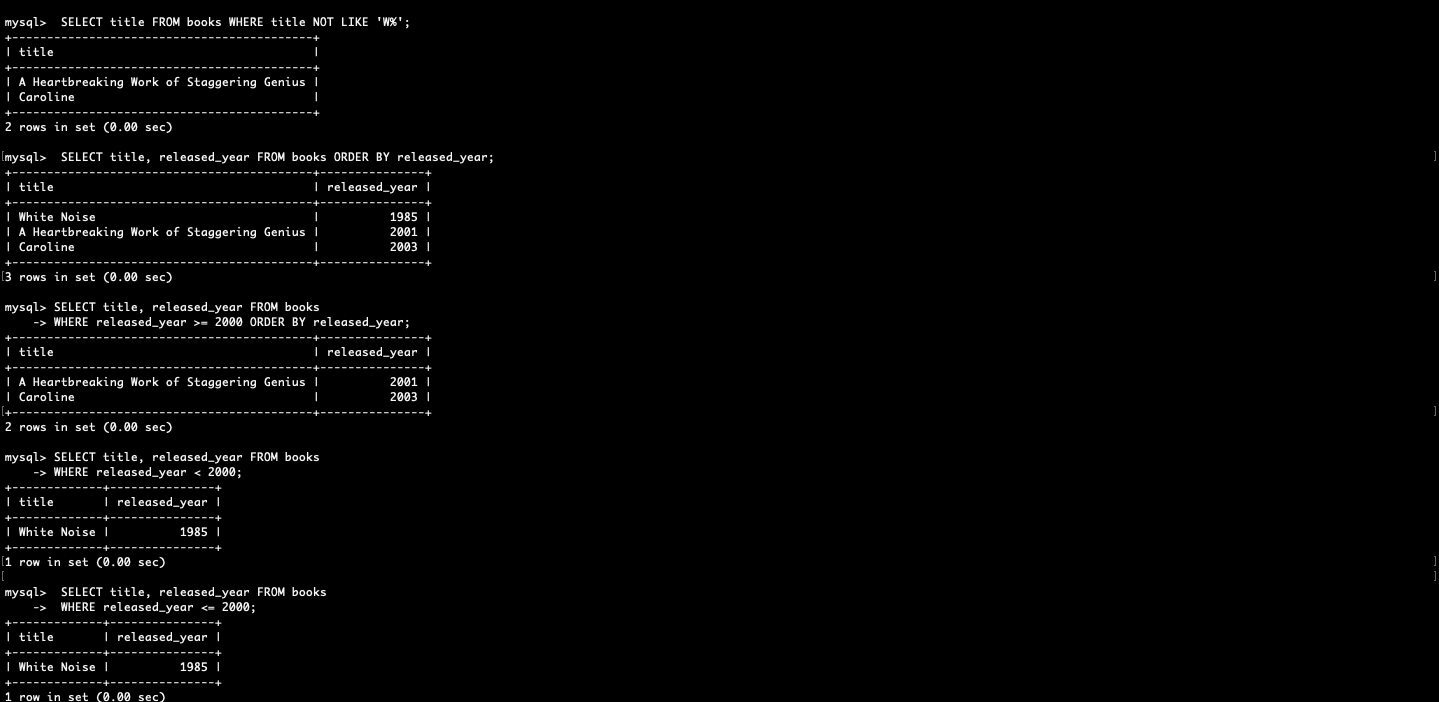 mysql>  SELECT title FROM books WHERE title NOT LIKE 'W%';
+-------------------------------------------+
| title                                     |
+-------------------------------------------+
| A Heartbreaking Work of Staggering Genius |
| Caroline                                  |
+-------------------------------------------+
2 rows in set (0.00 sec)

[mysql>  SELECT title, released_year FROM books ORDER BY released_year; ]
+-------------------------------------------+---------------+
| title                                     | released_year |
+-------------------------------------------+---------------+
| White Noise                               |          1985 |
| A Heartbreaking Work of Staggering Genius |          2001 |
| Caroline                                  |          2003 |
+-------------------------------------------+---------------+
[3 rows in set (0.00 sec) ]

mysql> SELECT title, released_year FROM books
    -> WHERE released_year >= 2000 ORDER BY released_year;
+-------------------------------------------+---------------+
| title                                     | released_year |
+-------------------------------------------+---------------+
| A Heartbreaking Work of Staggering Genius |          2001 |
| Caroline                                  |          2003 |
[+-------------------------------------------+---------------+ ]
2 rows in set (0.00 sec)

mysql> SELECT title, released_year FROM books
    -> WHERE released_year < 2000;
+-------------+---------------+
| title       | released_year |
+-------------+---------------+
| White Noise |          1985 |
+-------------+---------------+
[1 row in set (0.00 sec) ]
[ ]
mysql>  SELECT title, released_year FROM books
    ->  WHERE released_year <= 2000;
+-------------+---------------+
| title       | released_year |
+-------------+---------------+
| White Noise |          1985 |
+-------------+---------------+
1 row in set (0.00 sec)